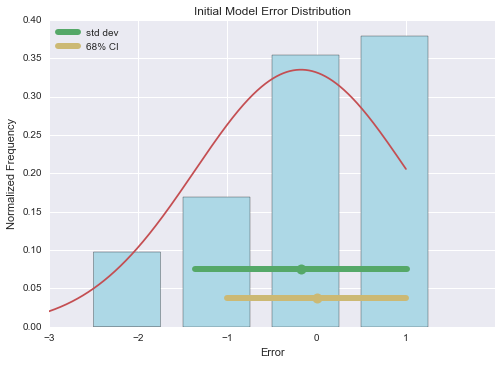 Initial Model Error Distribution
std dev
68% CI
Normalized Frequency
0.40
0.35
0.30
0.25
0.20
0.15
0.10
0.05
0.00
−3 −2 −1 0 1
Error